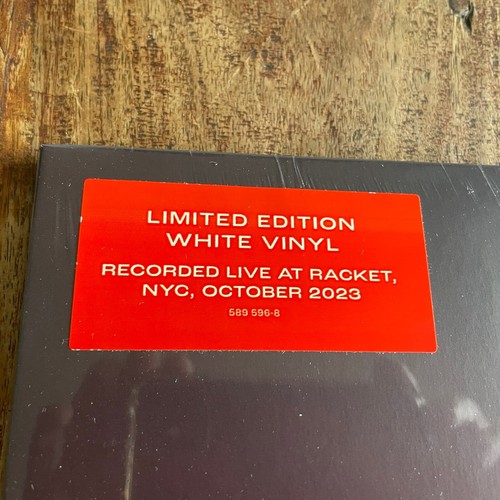 LIMITED EDITION
WHITE VINYL
RECORDED LIVE AT RACKET,
NYC, OCTOBER 2023
589 596-8